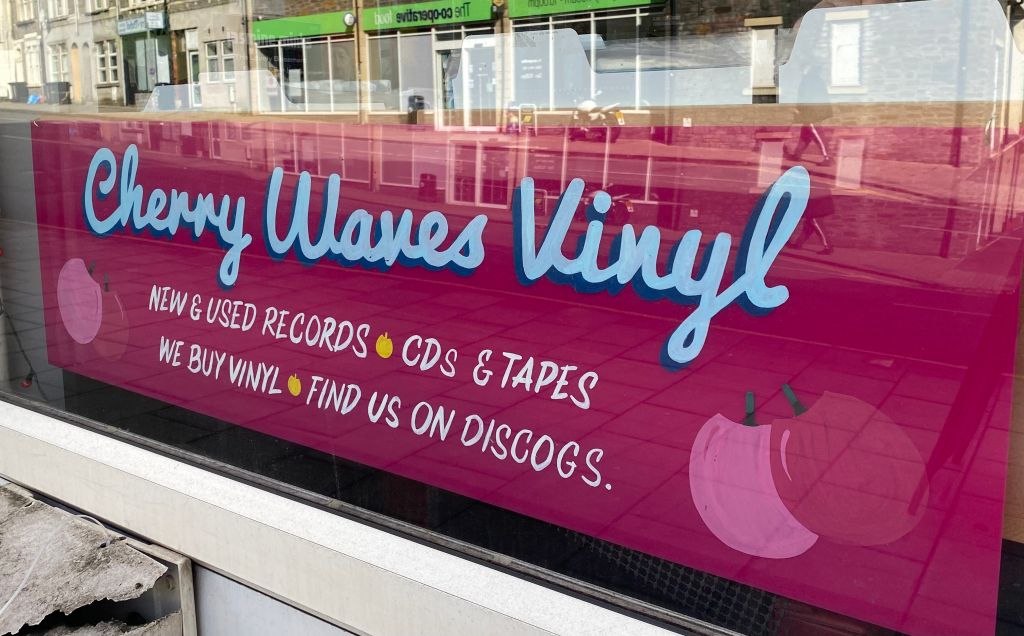 The co-operative food
Cherry Waves Vinyl
NEW & USED RECORDS CDs & TAPES
WE BUY VINYL FIND US ON DISCOGS.